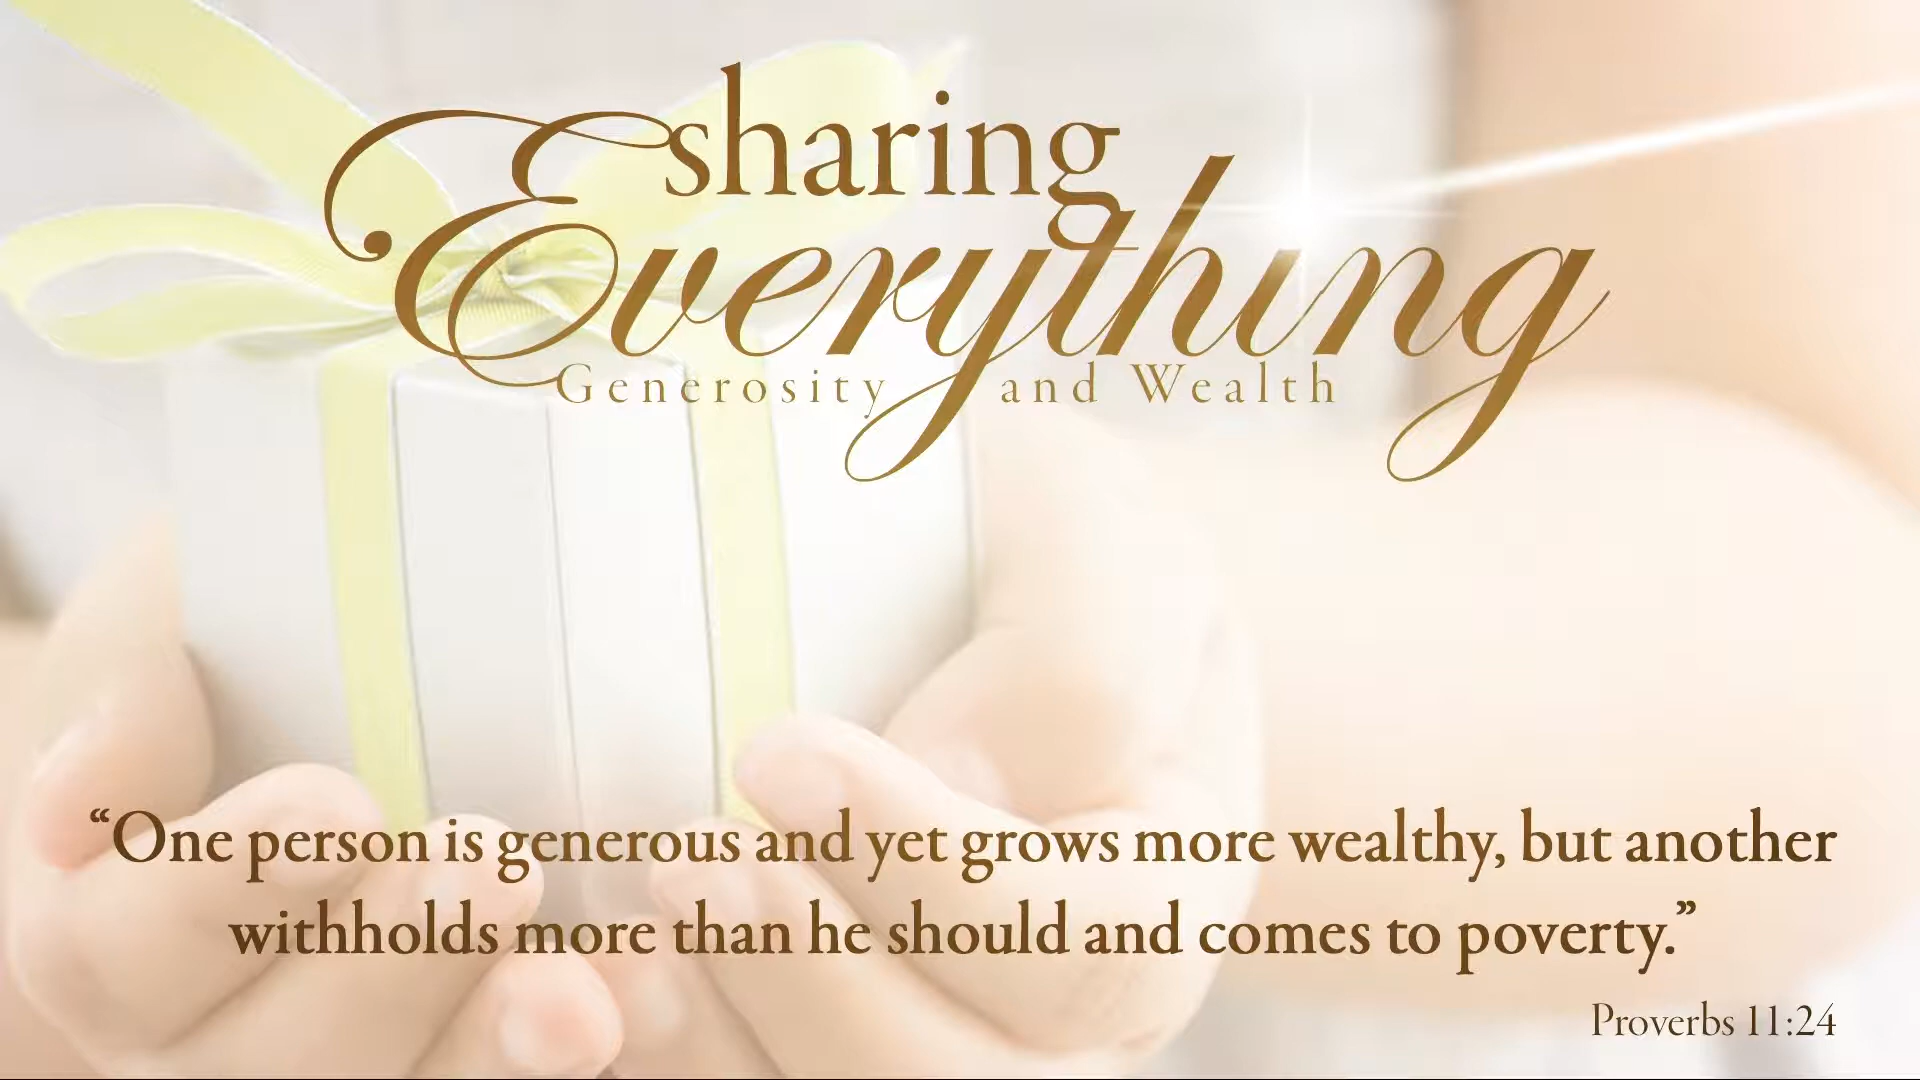 sharing
Everything
Generosity and Wealth
“One person is generous and yet grows more wealthy, but another
withholds more than he should and comes to poverty.”
Proverbs 11:24